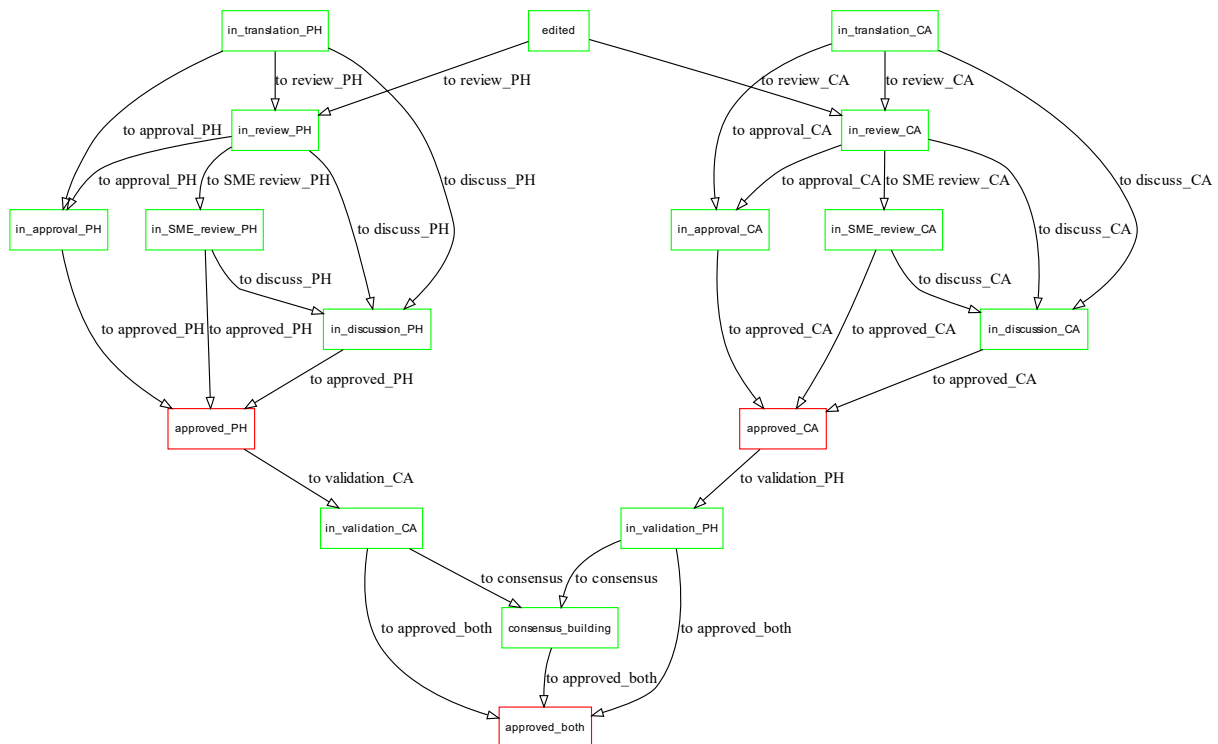 in_translation_PH
edited
in_translation_CA
to review_PH
to review_PH
to review_CA
to review_CA
to approval_PH
in_review_PH
to approval_CA
in_review_CA
to approval_PH
to SME review_PH
to discuss_PH
to approval_CA
to SME review_CA
to discuss_CA
in_approval_PH
in_SME_review_PH
to discuss_PH
in_approval_CA
in_SME_review_CA
to discuss_CA
to discuss_PH
to discuss_CA
to approved_PH
to approved_PH
in_discussion_PH
to approved_CA
to approved_CA
in_discussion_CA
to approved_PH
to approved_CA
approved_PH
approved_CA
to validation_CA
to validation_PH
in_validation_CA
in_validation_PH
to consensus
to consensus
to approved_both
consensus_building
to approved_both
to approved_both
approved_both